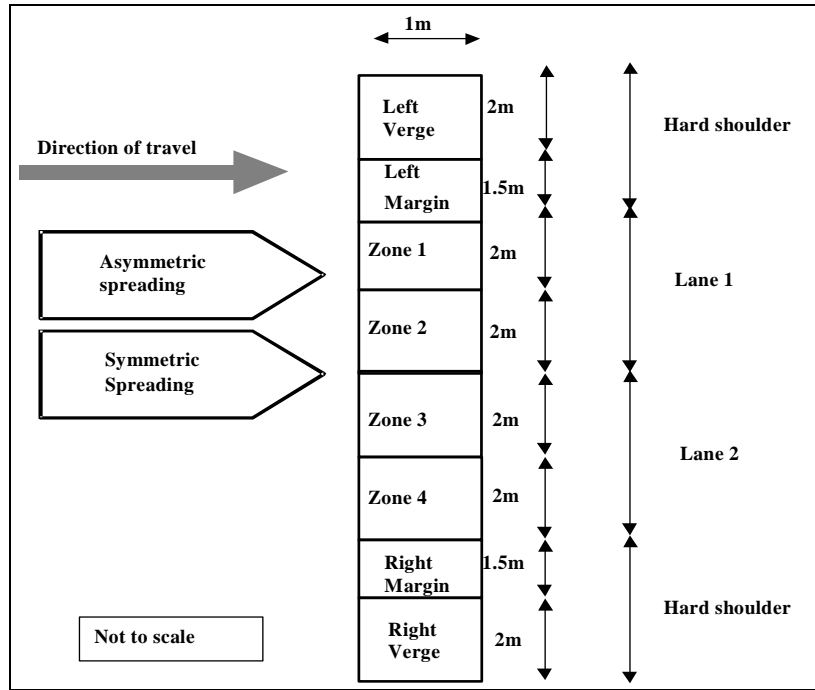 1m
Left
Verge
2m
Hard shoulder
Direction of travel
Left
Margin
1.5m
Zone 1
2m
Asymmetric
spreading
Lane 1
Zone 2
2m
Symmetric
Spreading
Zone 3
2m
Lane 2
Zone 4
2m
Right
Margin
1.5m
Hard shoulder
Not to scale
Right
Verge
2m